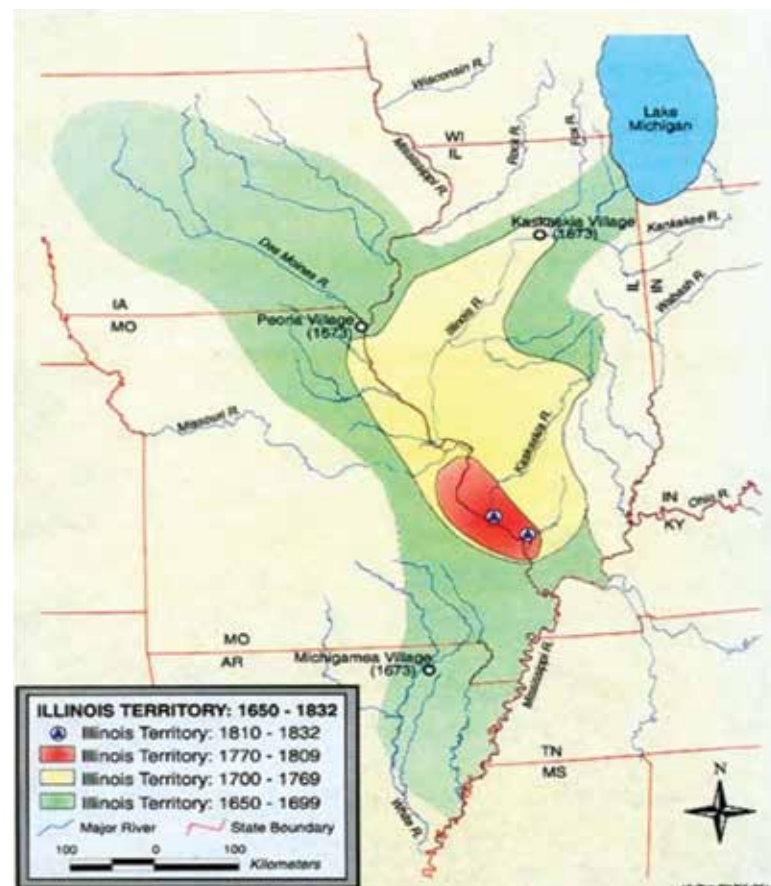 Wisconsin R.
Lake
Michigan
WI
IL
Mississippi R.
Rock R.
Fox R.
Kaskaskia Village
(1673)
Kankakee R.
Des Moines R.
IL
IN
Wabash R.
IA
MO
Peoria Village
(1673)
Illinois R.
Missouri R.
Kaskaskia R.
IN
Ohio R.
KY
MO
AR
Michigamea Village
(1673)
Mississippi R.
TN
MS
White R.
N
ILLINOIS TERRITORY: 1650 - 1832
Illinois Territory: 1810 - 1832
Illinois Territory: 1770 - 1809
Illinois Territory: 1700 - 1769
Illinois Territory: 1650 - 1699
Major River
State Boundary
100 0 100
Kilometers